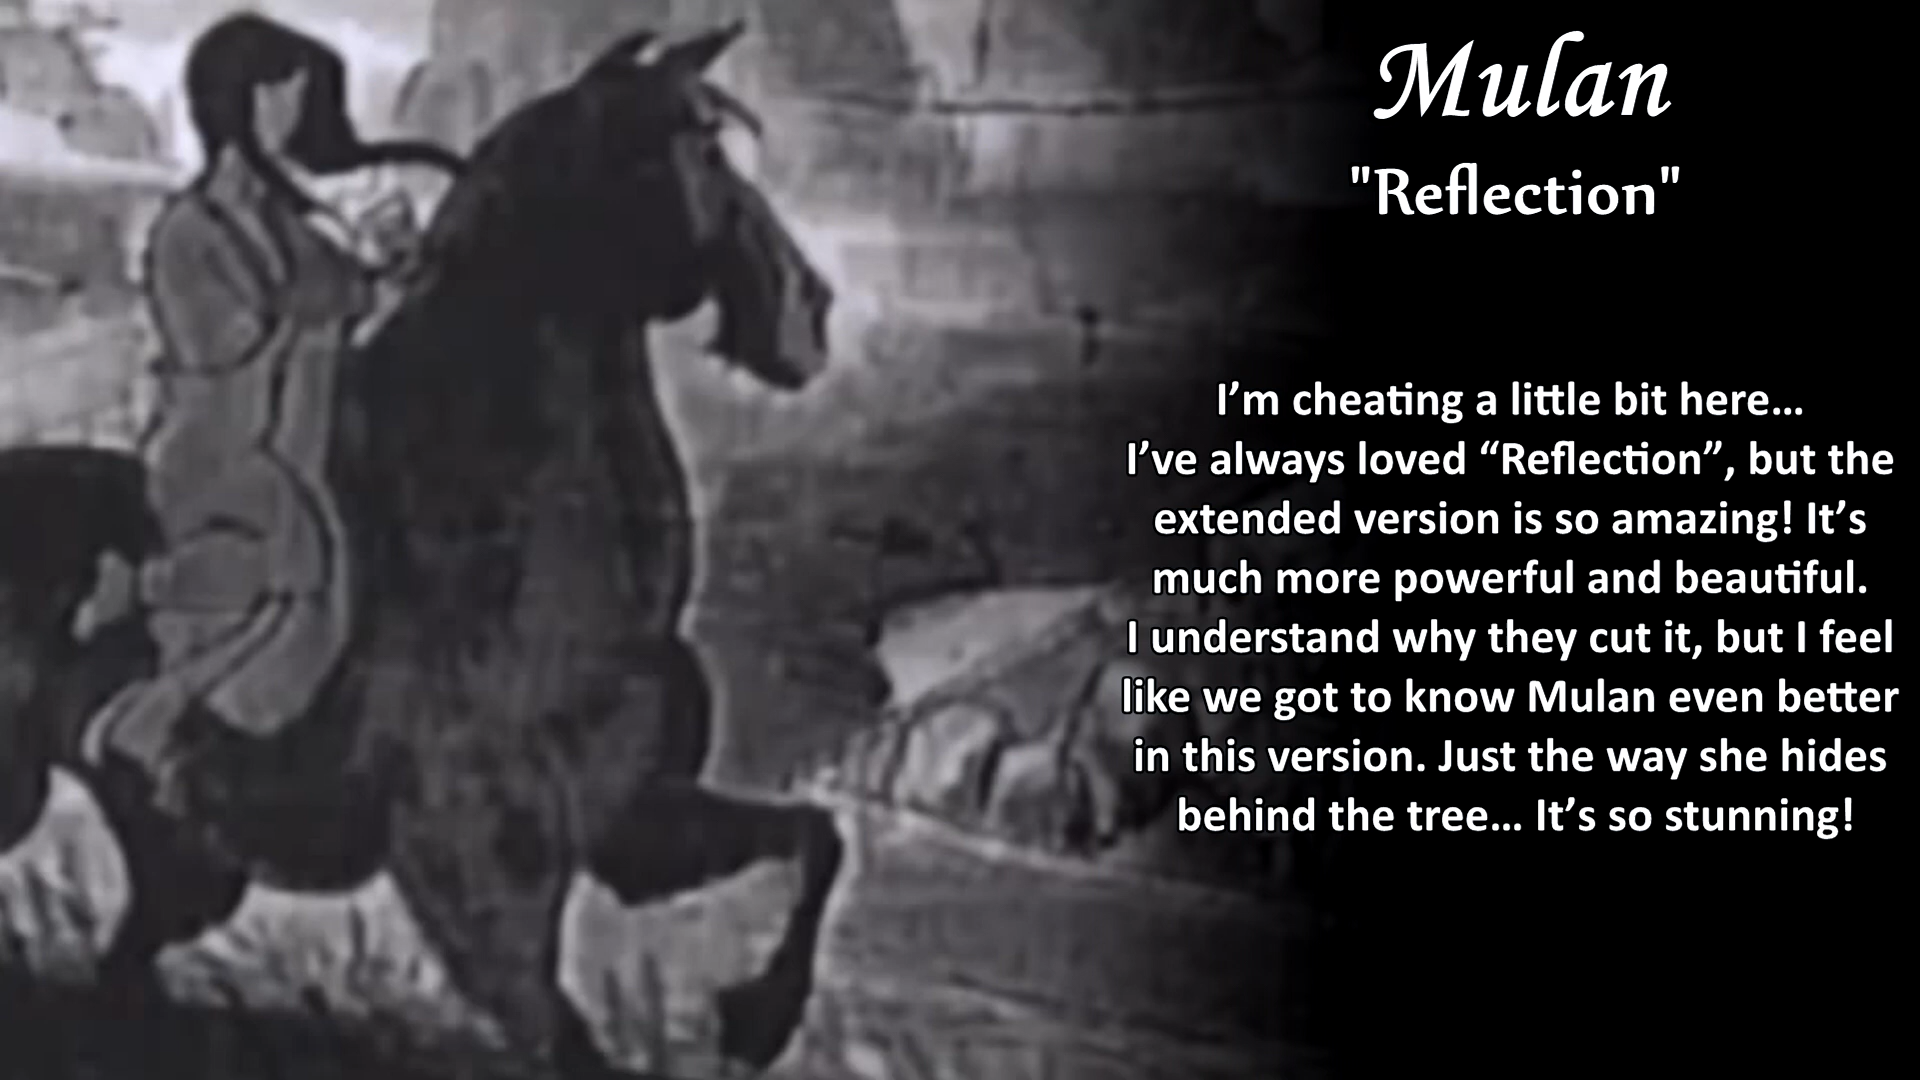 Mulan
"Reflection"
I’m cheating a little bit here...
I’ve always loved “Reflection”, but the
extended version is so amazing! It’s
much more powerful and beautiful.
I understand why they cut it, but I feel
like we got to know Mulan even better
in this version. Just the way she hides
behind the tree... It’s so stunning!